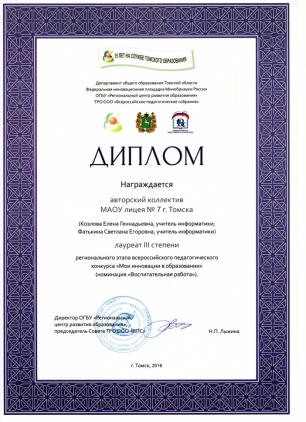 15 ЛЕТ НА СЛУЖБЕ ТОМСКОГО ОБРАЗОВАНИЯ
Департамент общего образования Томской области
Федеральная инновационная площадка Минобрнауки России
ОГБУ «Региональный центр развития образования»
ТРО ООО «Всероссийское педагогическое собрание»
ДИПЛОМ
Награждается
авторский коллектив
МАОУ лицея № 7 г. Томска
(Козлова Елена Геннадьевна, учитель информатики;
Фатькина Светлана Егоровна, учитель информатики)
лауреат III степени
регионального этапа всероссийского педагогического
конкурса «Мои инновации в образовании»
(номинация «Воспитательная работа»).
Директор ОГБУ «Региональный
центр развития образования»,
председатель Совета ТРО ООО «ВПС»
Н.П. Лыжина
г. Томск, 2016